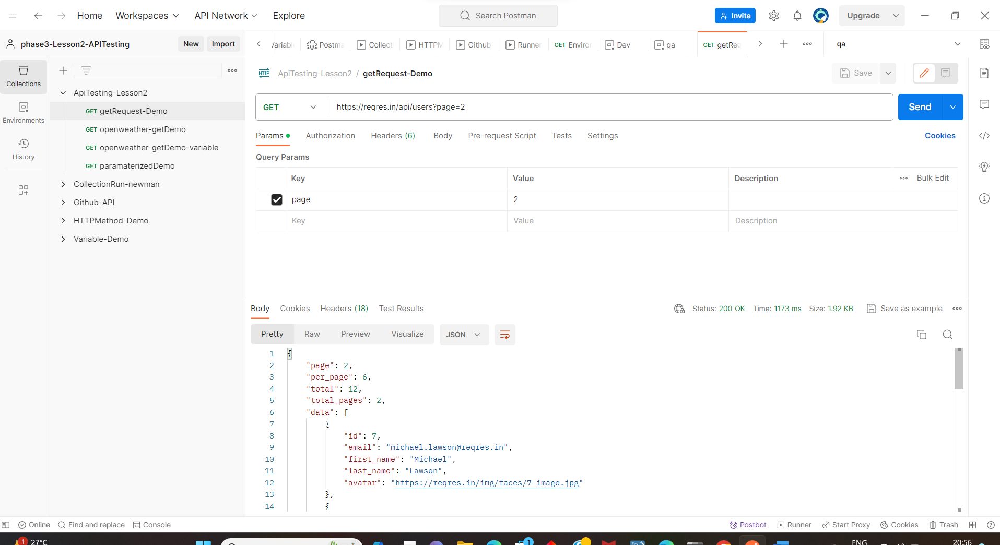 Home Workspaces API Network Explore Search Postman Invite Upgrade
phase3-Lesson2-APITesting New Import Postma Collect HTTPM Github Runner GET Enviror Dev qa GET getRec qa
Collections
Environments
History
ApiTesting-Lesson2
GET getRequest-Demo
GET openweather-getDemo
GET openweather-getDemo-variable
GET paramaterizedDemo
CollectionRun-newman
Github-API
HTTPMethod-Demo
Variable-Demo
HTTP ApiTesting-Lesson2 / getRequest-Demo Save
GET https://reqres.in/api/users?page=2 Send
Params Authorization Headers (6) Body Pre-request Script Tests Settings Cookies
Query Params
Key Value Description Bulk Edit
page 2
Key Value Description
Body Cookies Headers (18) Test Results Status: 200 OK Time: 1173 ms Size: 1.92 KB Save as example
Pretty Raw Preview Visualize JSON
1 {
2 "page": 2,
3 "per_page": 6,
4 "total": 12,
5 "total_pages": 2,
6 "data": [
7 {
8 "id": 7,
9 "email": "michael.lawson@reqres.in",
10 "first_name": "Michael",
11 "last_name": "Lawson",
12 "avatar": "https://reqres.in/img/faces/7-image.jpg"
13 },
14 {
Online Find and replace Console Postbot Runner Start Proxy Cookies Trash
1 27°C 1 ENG 20:56